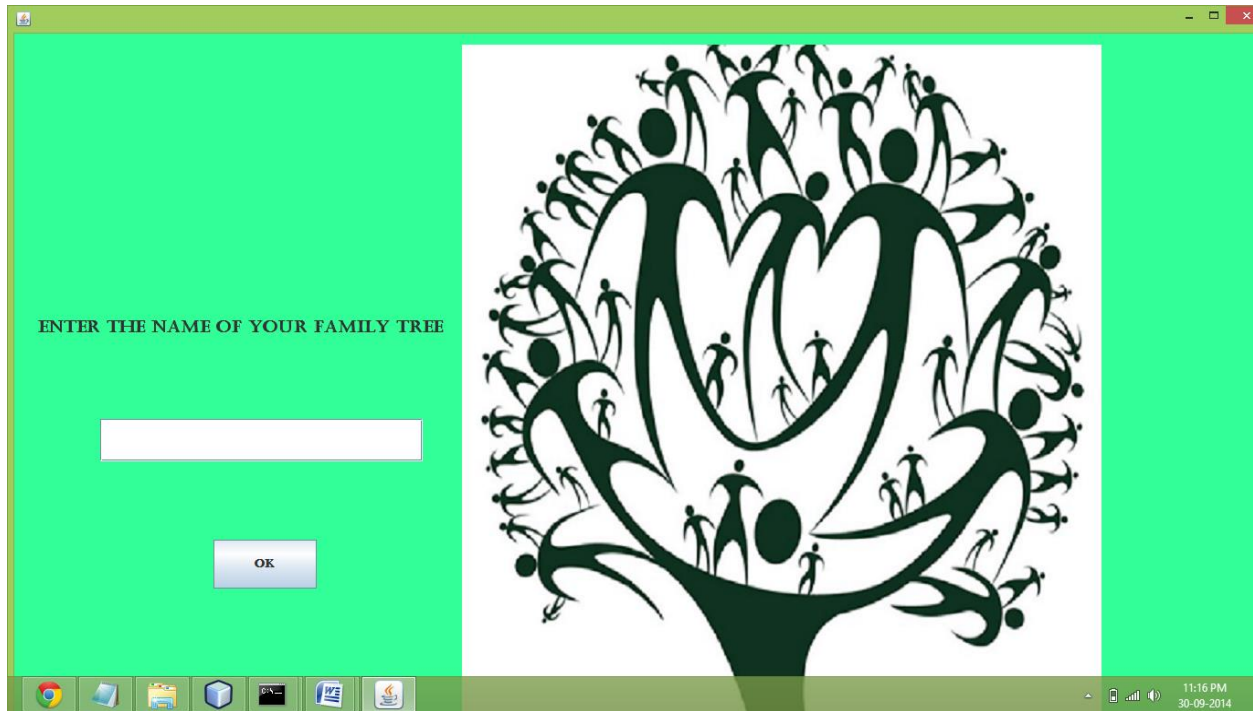 ENTER THE NAME OF YOUR FAMILY TREE
OK
C:\_
W
11:16 PM
30-09-2014